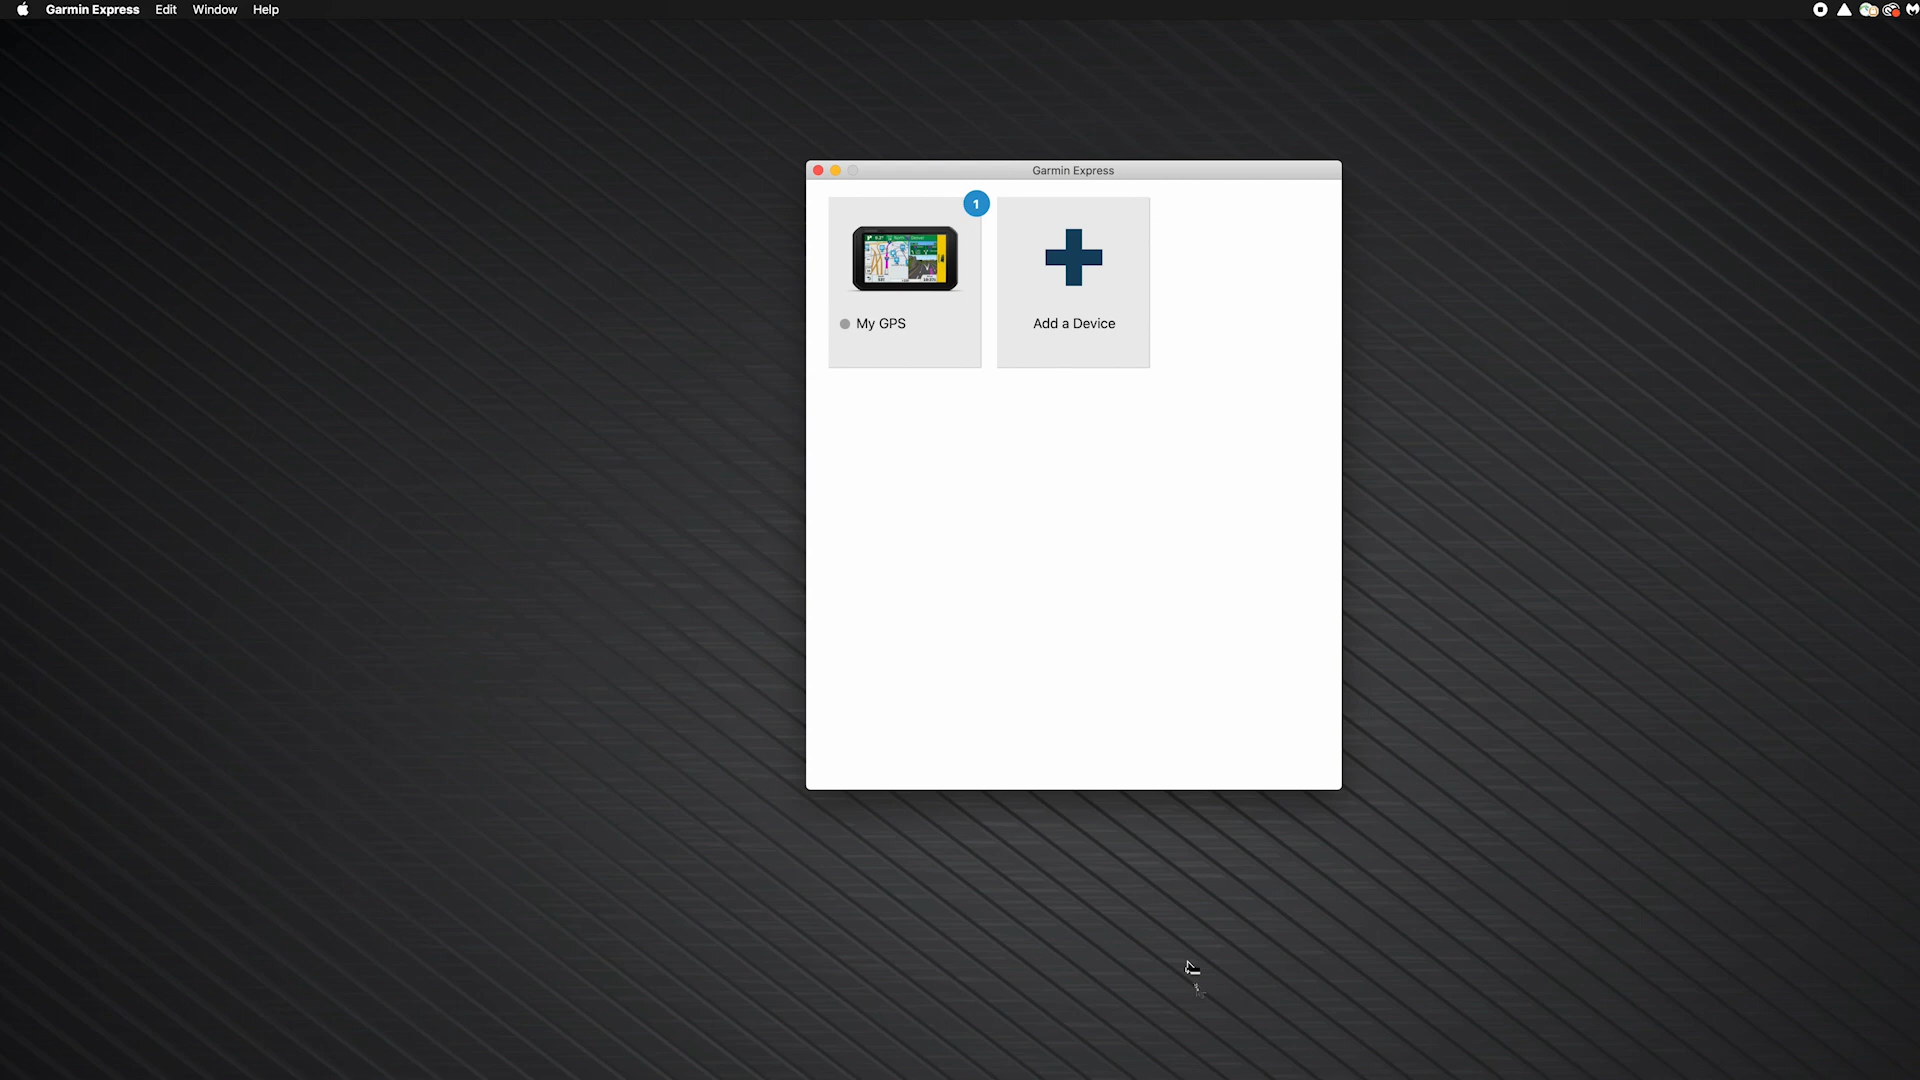 Garmin Express Edit Window Help
Garmin Express
1
My GPS
Add a Device